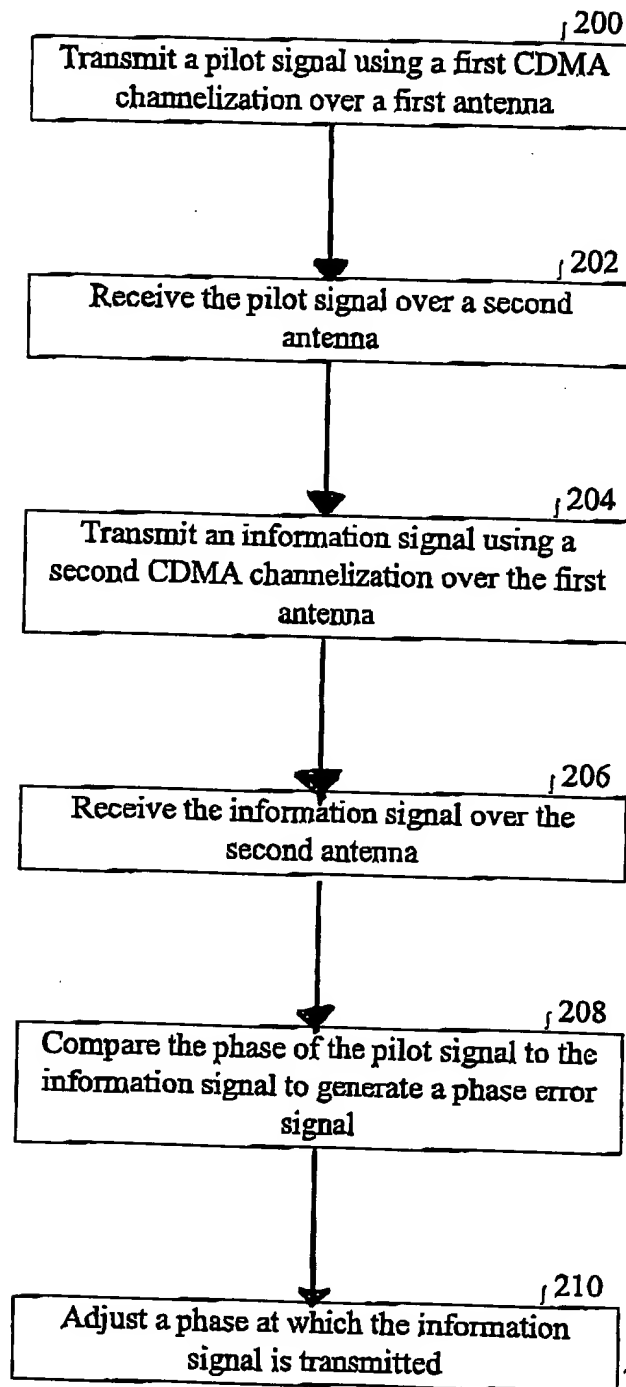 200
Transmit a pilot signal using a first CDMA
channelization over a first antenna
202
Receive the pilot signal over a second
antenna
204
Transmit an information signal using a
second CDMA channelization over the first
antenna
206
Receive the information signal over the
second antenna
208
Compare the phase of the pilot signal to the
information signal to generate a phase error
signal
210
Adjust a phase at which the information
signal is transmitted